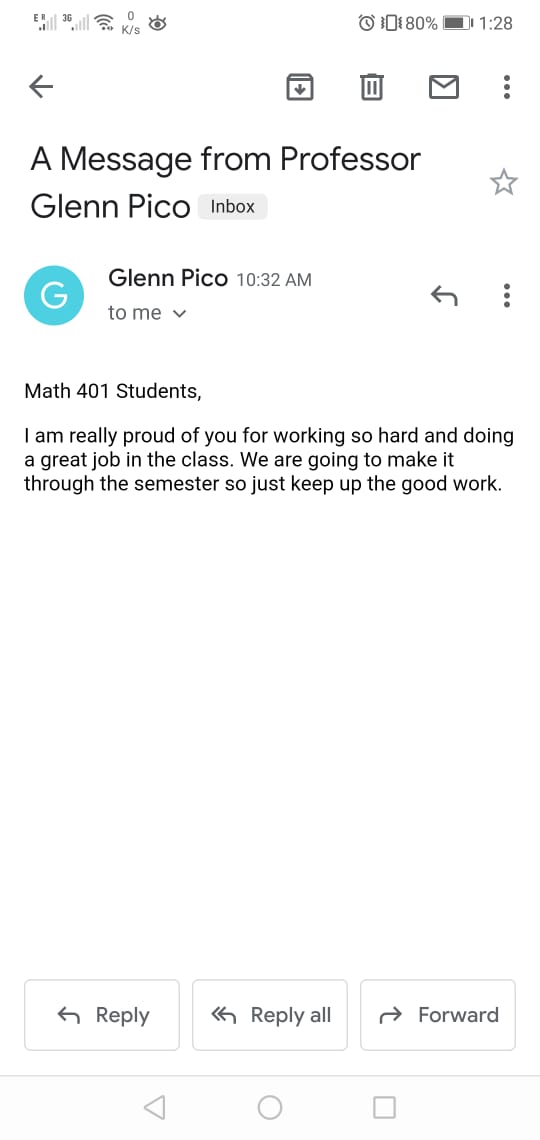 E R 3G 0 K/s 80% 1:28
A Message from Professor
Glenn Pico Inbox
G Glenn Pico 10:32 AM
to me
Math 401 Students,
I am really proud of you for working so hard and doing
a great job in the class. We are going to make it
through the semester so just keep up the good work.
Reply Reply all Forward